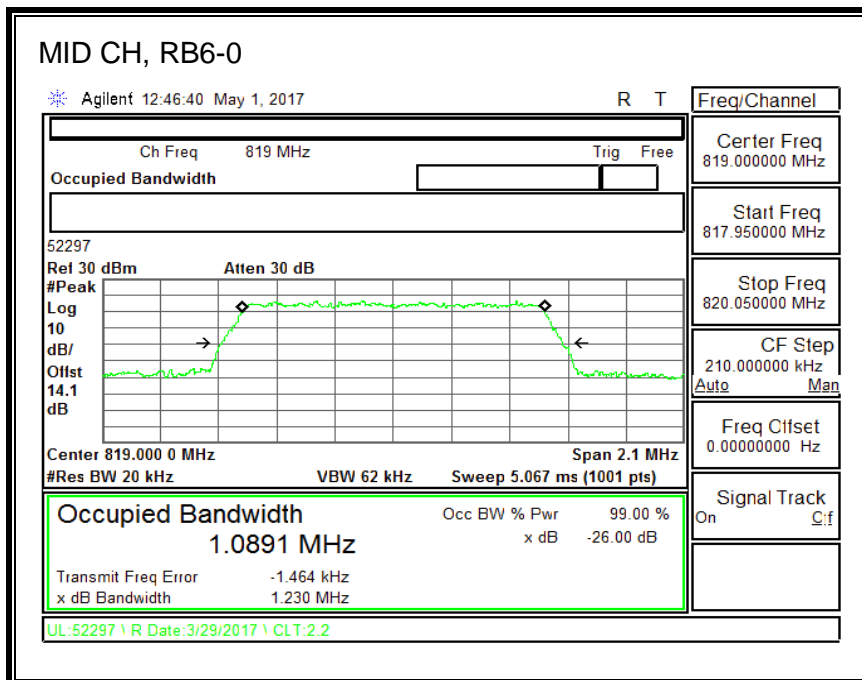 MID CH, RB6-0
Agilent 12:46:40 May 1, 2017 R T
Freq/Channel
Ch Freq 819 MHz Trig Free
Occupied Bandwidth
Center Freq
819.000000 MHz
Start Freq
817.950000 MHz
52297
Ref 30 dBm Atten 30 dB
#Peak
Log
10
dB/
Offst
14.1
dB
Stop Freq
820.050000 MHz
CF Step
210.000000 kHz
Auto Man
Freq Offset
0.00000000 Hz
Center 819.000 0 MHz Span 2.1 MHz
#Res BW 20 kHz VBW 62 kHz Sweep 5.067 ms (1001 pts)
Signal Track
On Off
Occupied Bandwidth
1.0891 MHz
Occ BW % Pwr 99.00 %
x dB -26.00 dB
Transmit Freq Error -1.464 kHz
x dB Bandwidth 1.230 MHz
UL:52297 \ R Date:3/29/2017 \ CLT:2.2